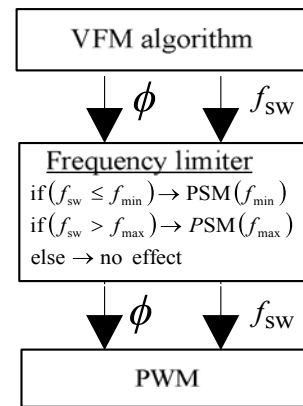 VFM algorithm
ϕ f_sw
Frequency limiter
if(f_sw ≤ f_min) → PSM(f_min)
if(f_sw > f_max) → PSM(f_max)
else → no effect
ϕ f_sw
PWM